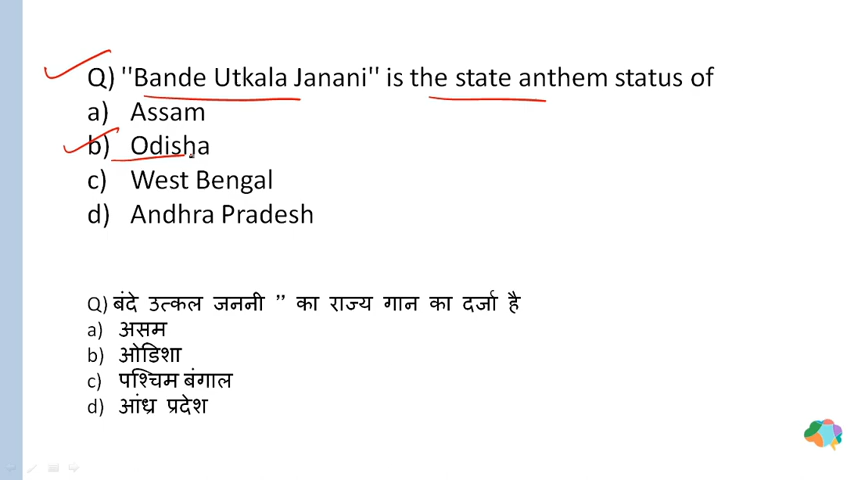 Q) "Bande Utkala Janani" is the state anthem status of
a) Assam
b) Odisha
c) West Bengal
d) Andhra Pradesh
Q) बंदे उत्कल जननी ” का राज्य गान का दर्जा है
a) असम
b) ओडिशा
c) पश्चिम बंगाल
d) आंध्र प्रदेश